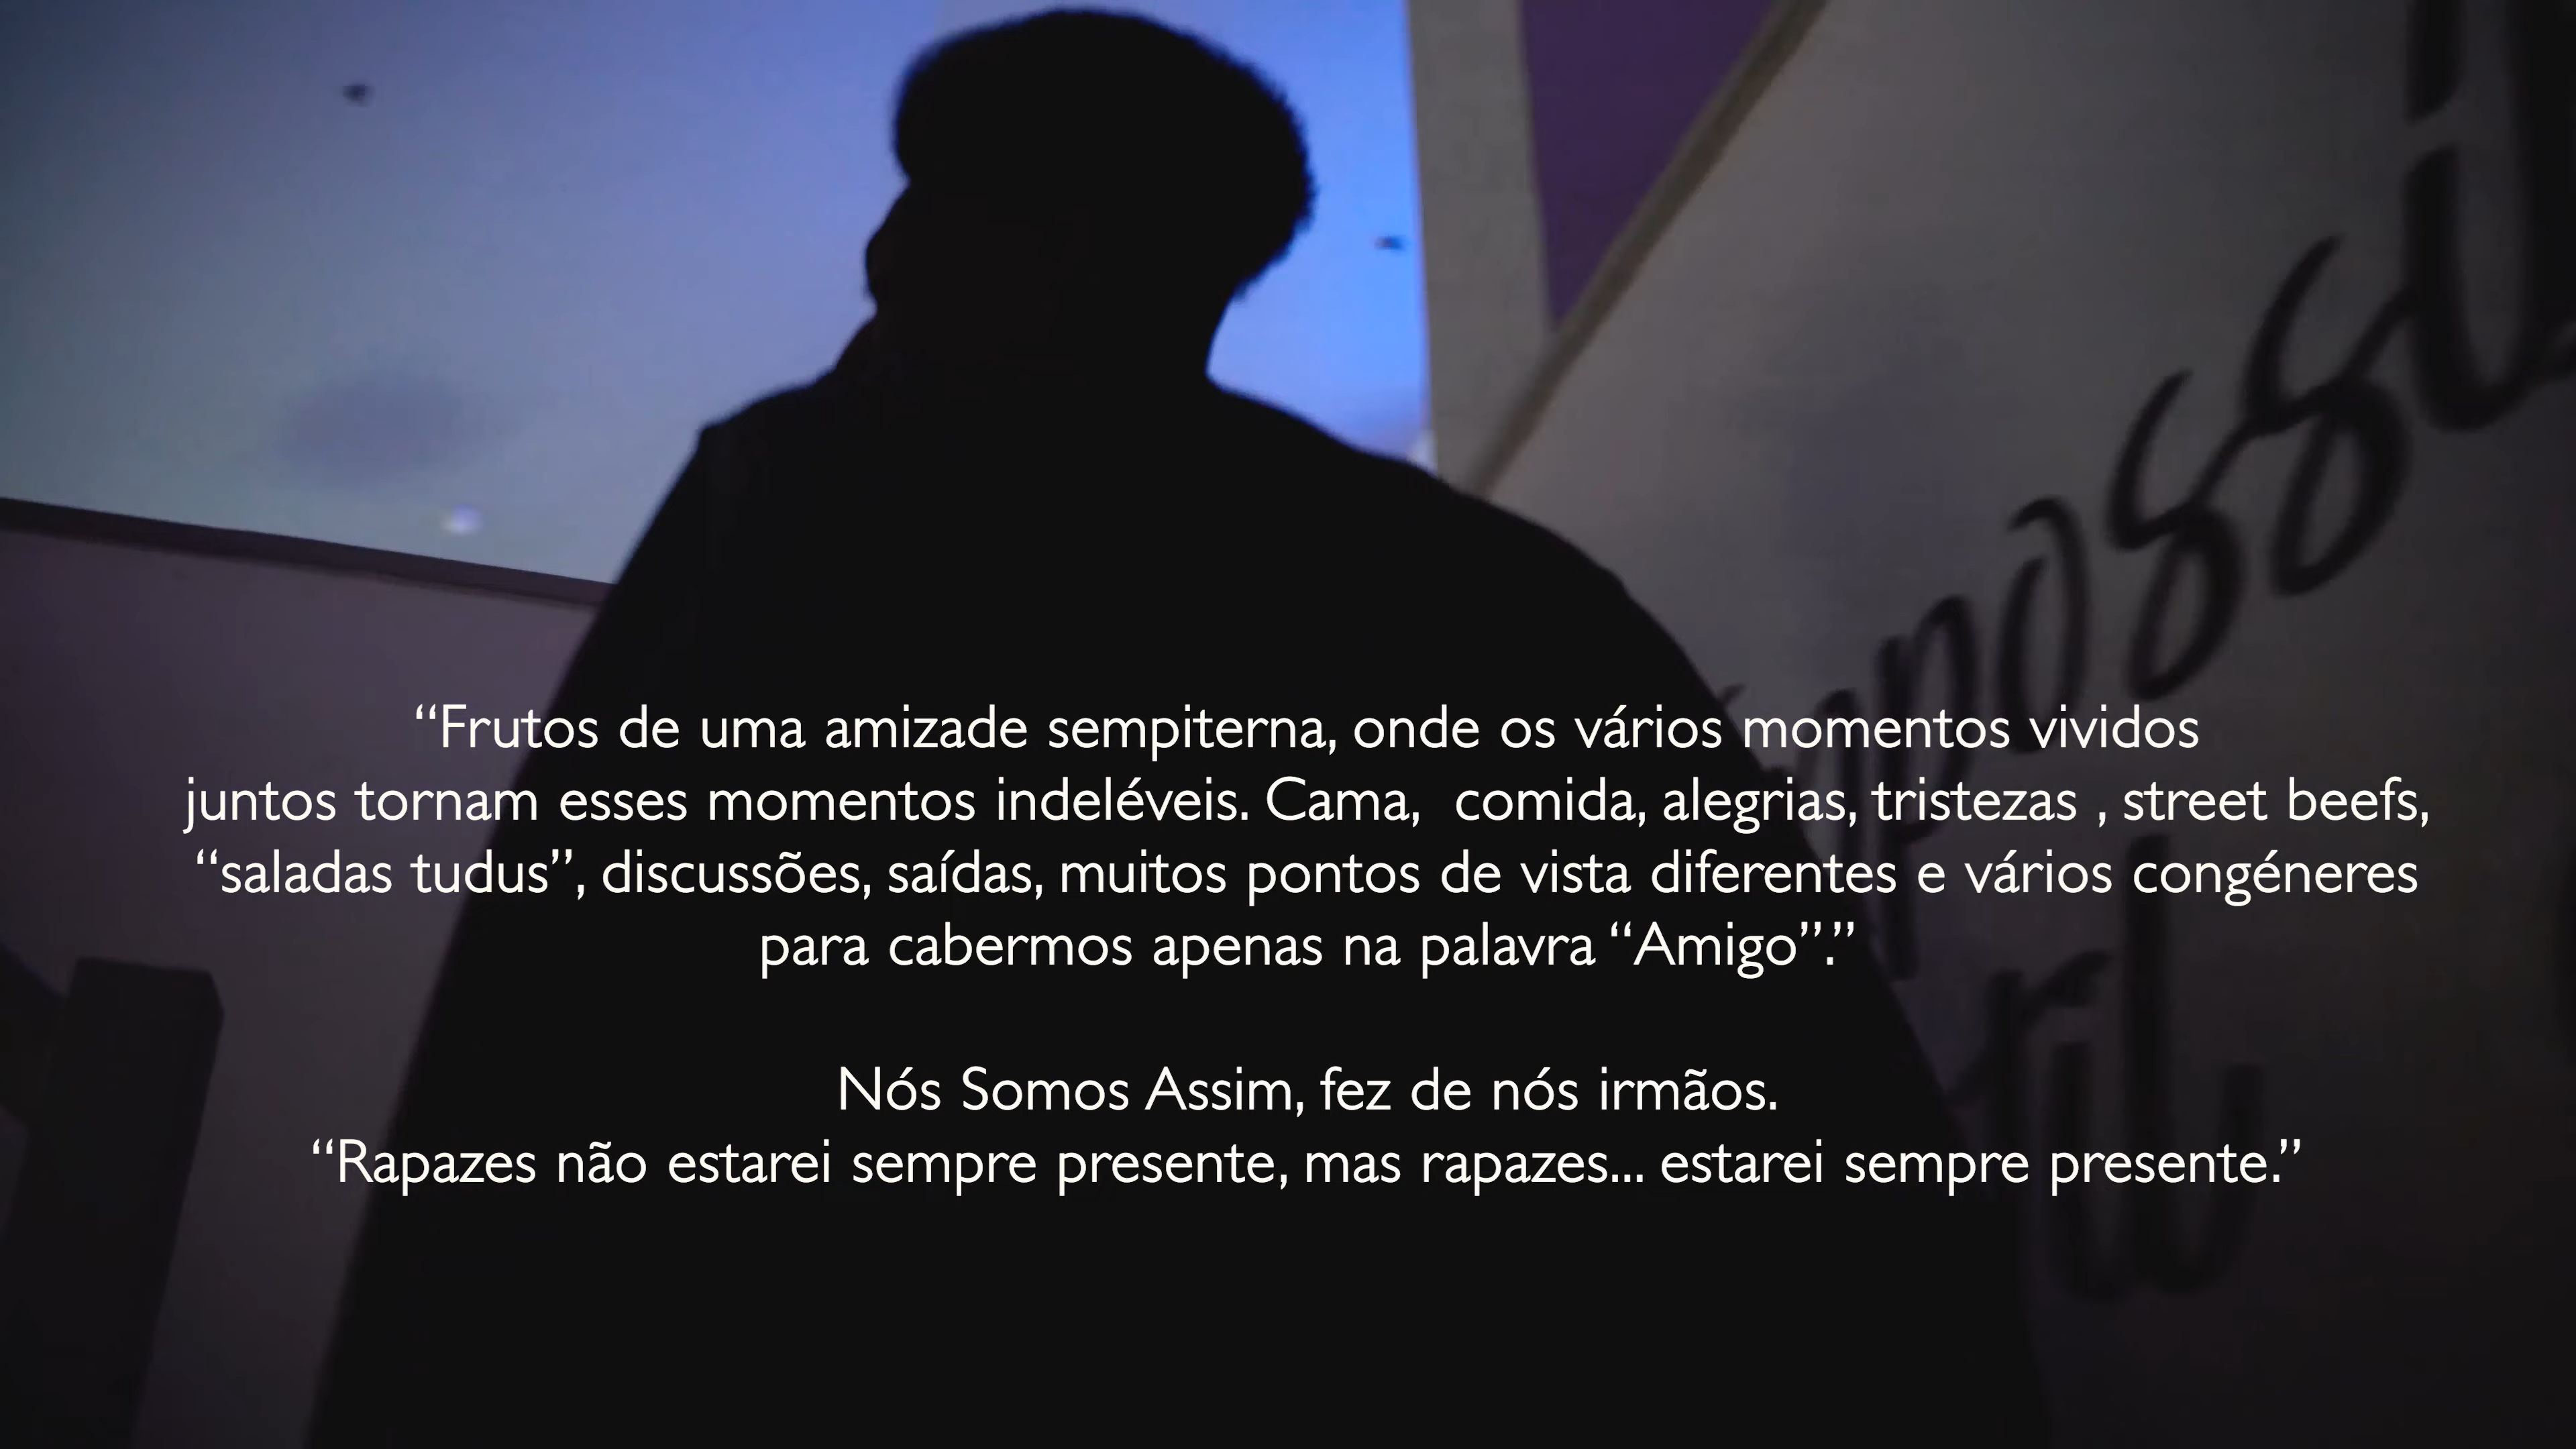 “Frutos de uma amizade sempiterna, onde os vários momentos vividos
juntos tornam esses momentos indeléveis. Cama,  comida, alegrias, tristezas , street beefs,
“saladas tudus”, discussões, saídas, muitos pontos de vista diferentes e vários congéneres
para cabermos apenas na palavra “Amigo”.”
Nós Somos Assim, fez de nós irmãos.
“Rapazes não estarei sempre presente, mas rapazes... estarei sempre presente.”